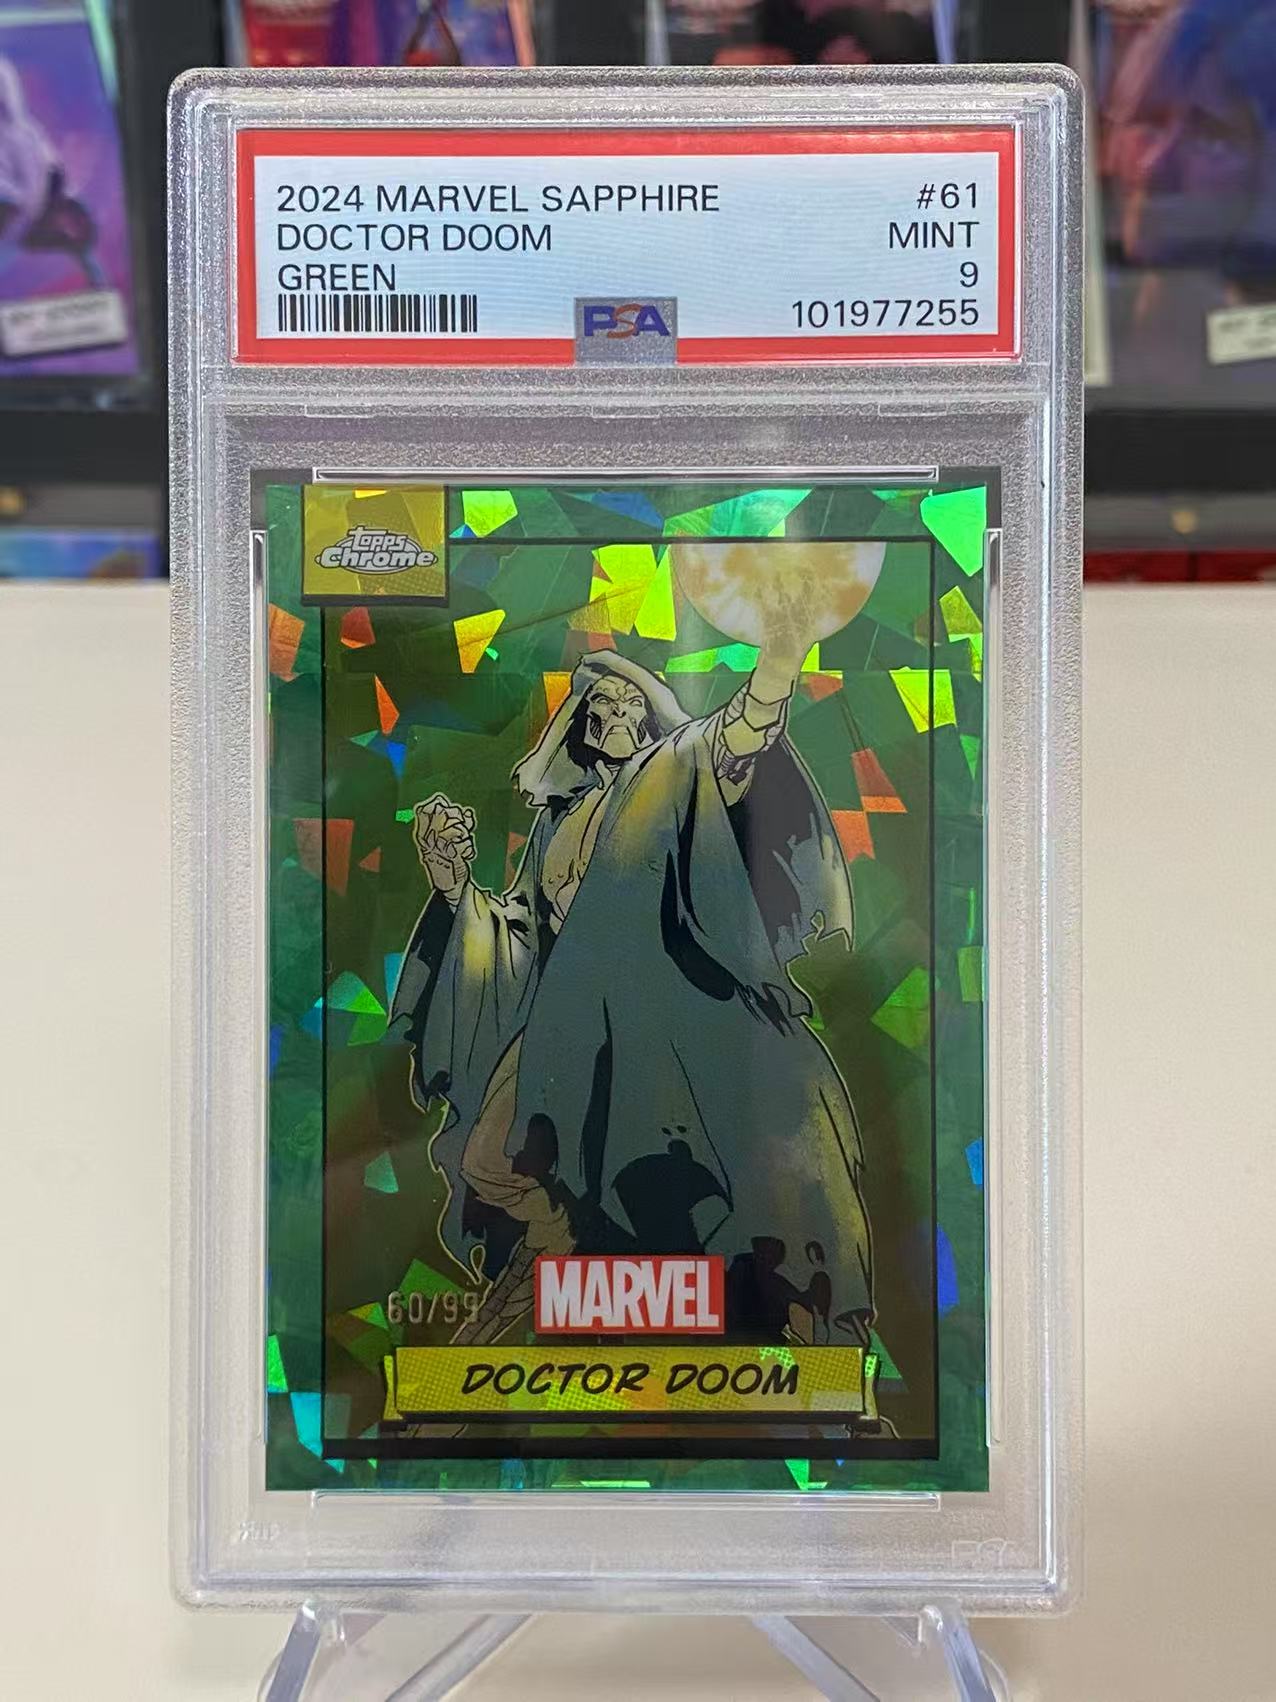 2024 MARVEL SAPPHIRE #61
DOCTOR DOOM MINT
GREEN 9
PSA 101977255
topps
Chrome
60/99
MARVEL
DOCTOR DOOM